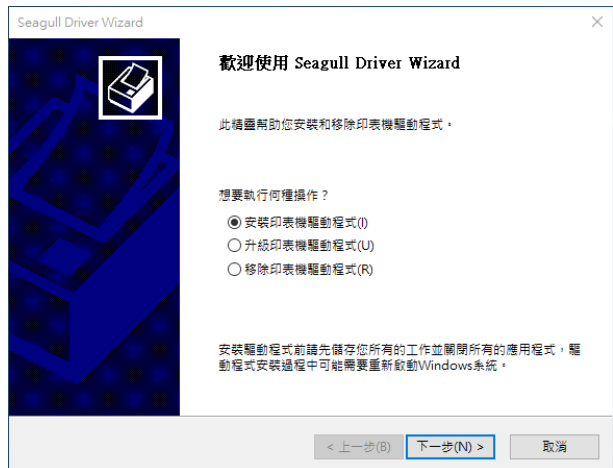 Seagull Driver Wizard
歡迎使用 Seagull Driver Wizard
此精靈幫助您安裝和移除印表機驅動程式。
想要執行何種操作？
安裝印表機驅動程式(I)
升級印表機驅動程式(U)
移除印表機驅動程式(R)
安裝驅動程式前請先儲存您所有的工作並關閉所有的應用程式，驅
動程式安裝過程中可能需要重新啟動Windows系統。
< 上一步(B)
下一步(N) >
取消